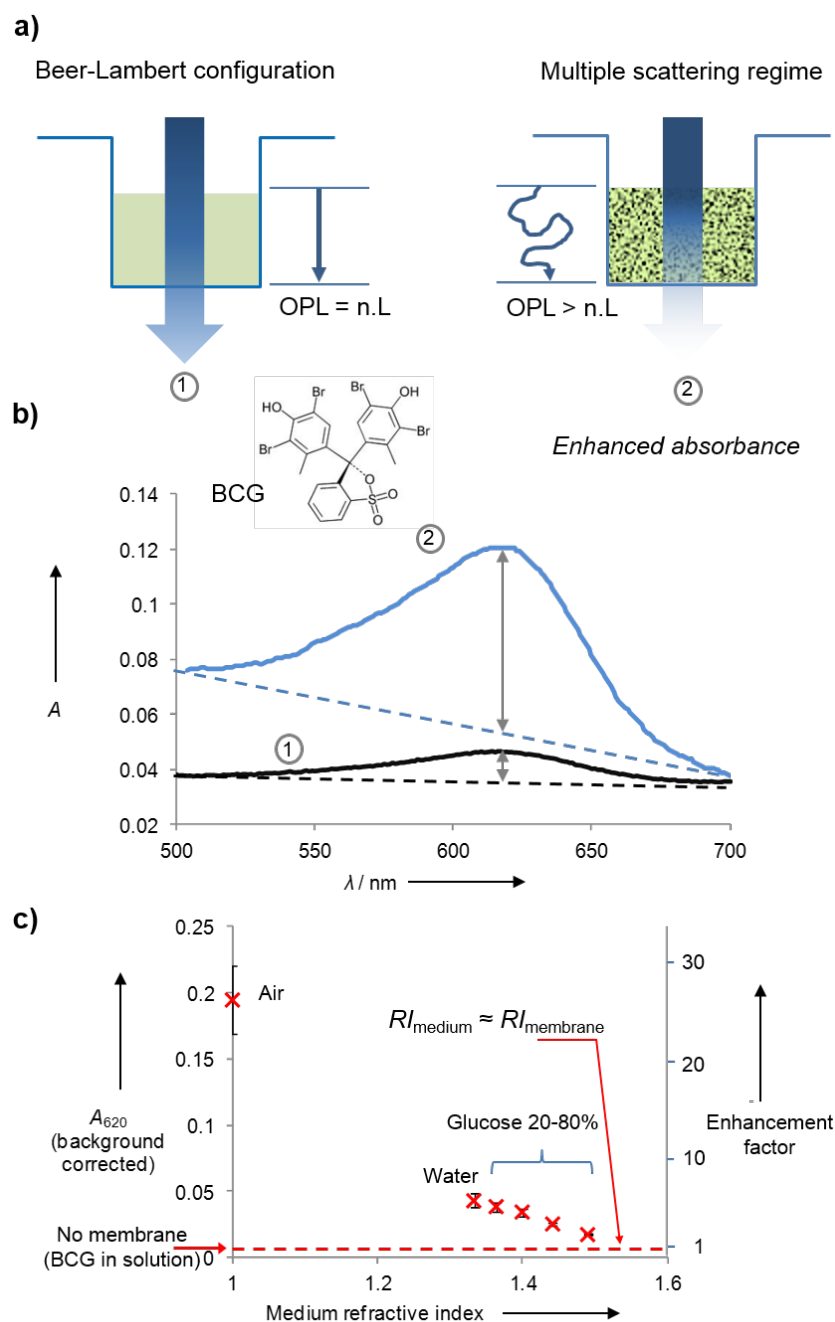 a)
Beer-Lambert configuration
Multiple scattering regime
OPL = n.L
OPL > n.L
1
2
b)
Enhanced absorbance
BCG
HO
Br
Br
Br
OH
Br
O
S
O
O
2
1
0.14
0.12
0.1
0.08
0.06
0.04
0.02
A
500
550
600
650
700
λ / nm
c)
0.25
0.2
0.15
0.1
0.05
0
A620
(background
corrected)
Air
RImedium ≈ RImembrane
Glucose 20-80%
Water
No membrane
(BCG in solution)
30
20
10
1
Enhancement
factor
1
1.2
1.4
1.6
Medium refractive index